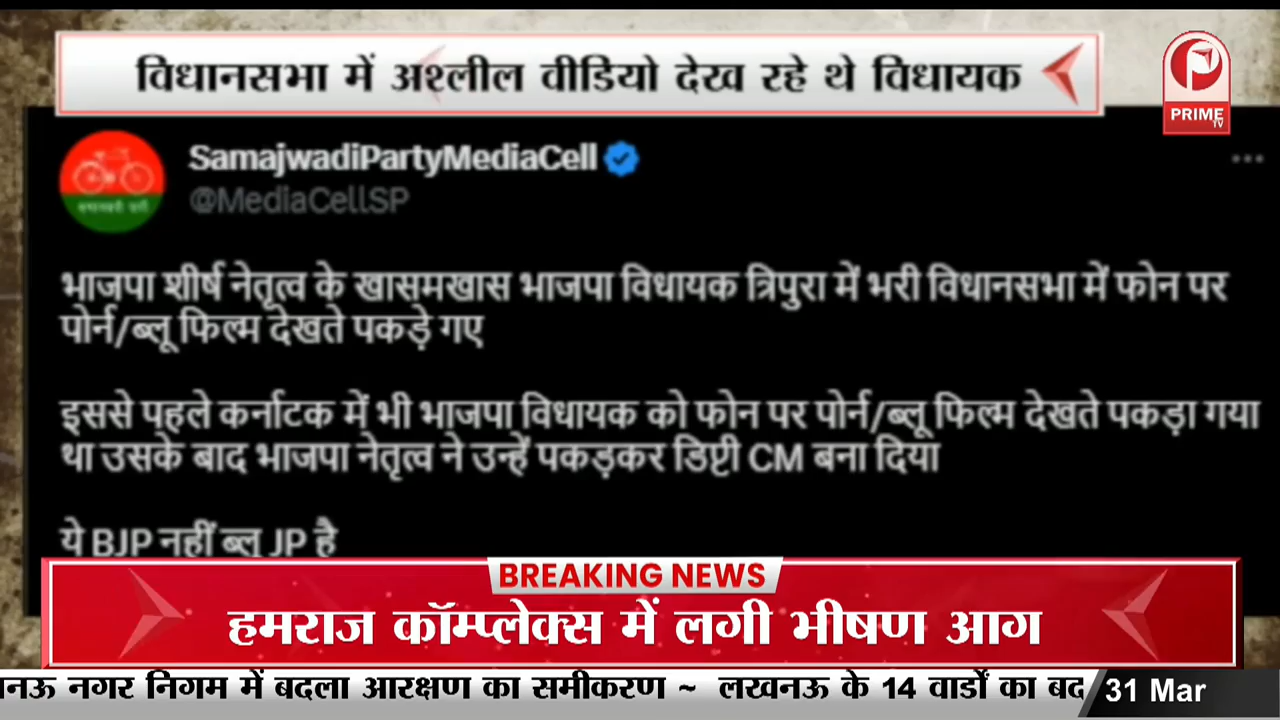 विधानसभा में अश्लील वीडियो देख रहे थे विधायक
PRIME
TV
SamajwadiPartyMediaCell
@MediaCellSP
समाजवादी पार्टी
भाजपा शीर्ष नेतृत्व के खासमखास भाजपा विधायक त्रिपुरा में भरी विधानसभा में फोन पर
पोर्न/ब्लू फिल्म देखते पकड़े गए
इससे पहले कर्नाटक में भी भाजपा विधायक को फोन पर पोर्न/ब्लू फिल्म देखते पकड़ा गया
था उसके बाद भाजपा नेतृत्व ने उन्हें पकड़कर डिप्टी CM बना दिया
ये BJP नहीं ब्लू JP है
BREAKING NEWS
हमराज कॉम्प्लेक्स में लगी भीषण आग
नऊ नगर निगम में बदला आरक्षण का समीकरण ~ लखनऊ के 14 वार्डों का बद
31 Mar